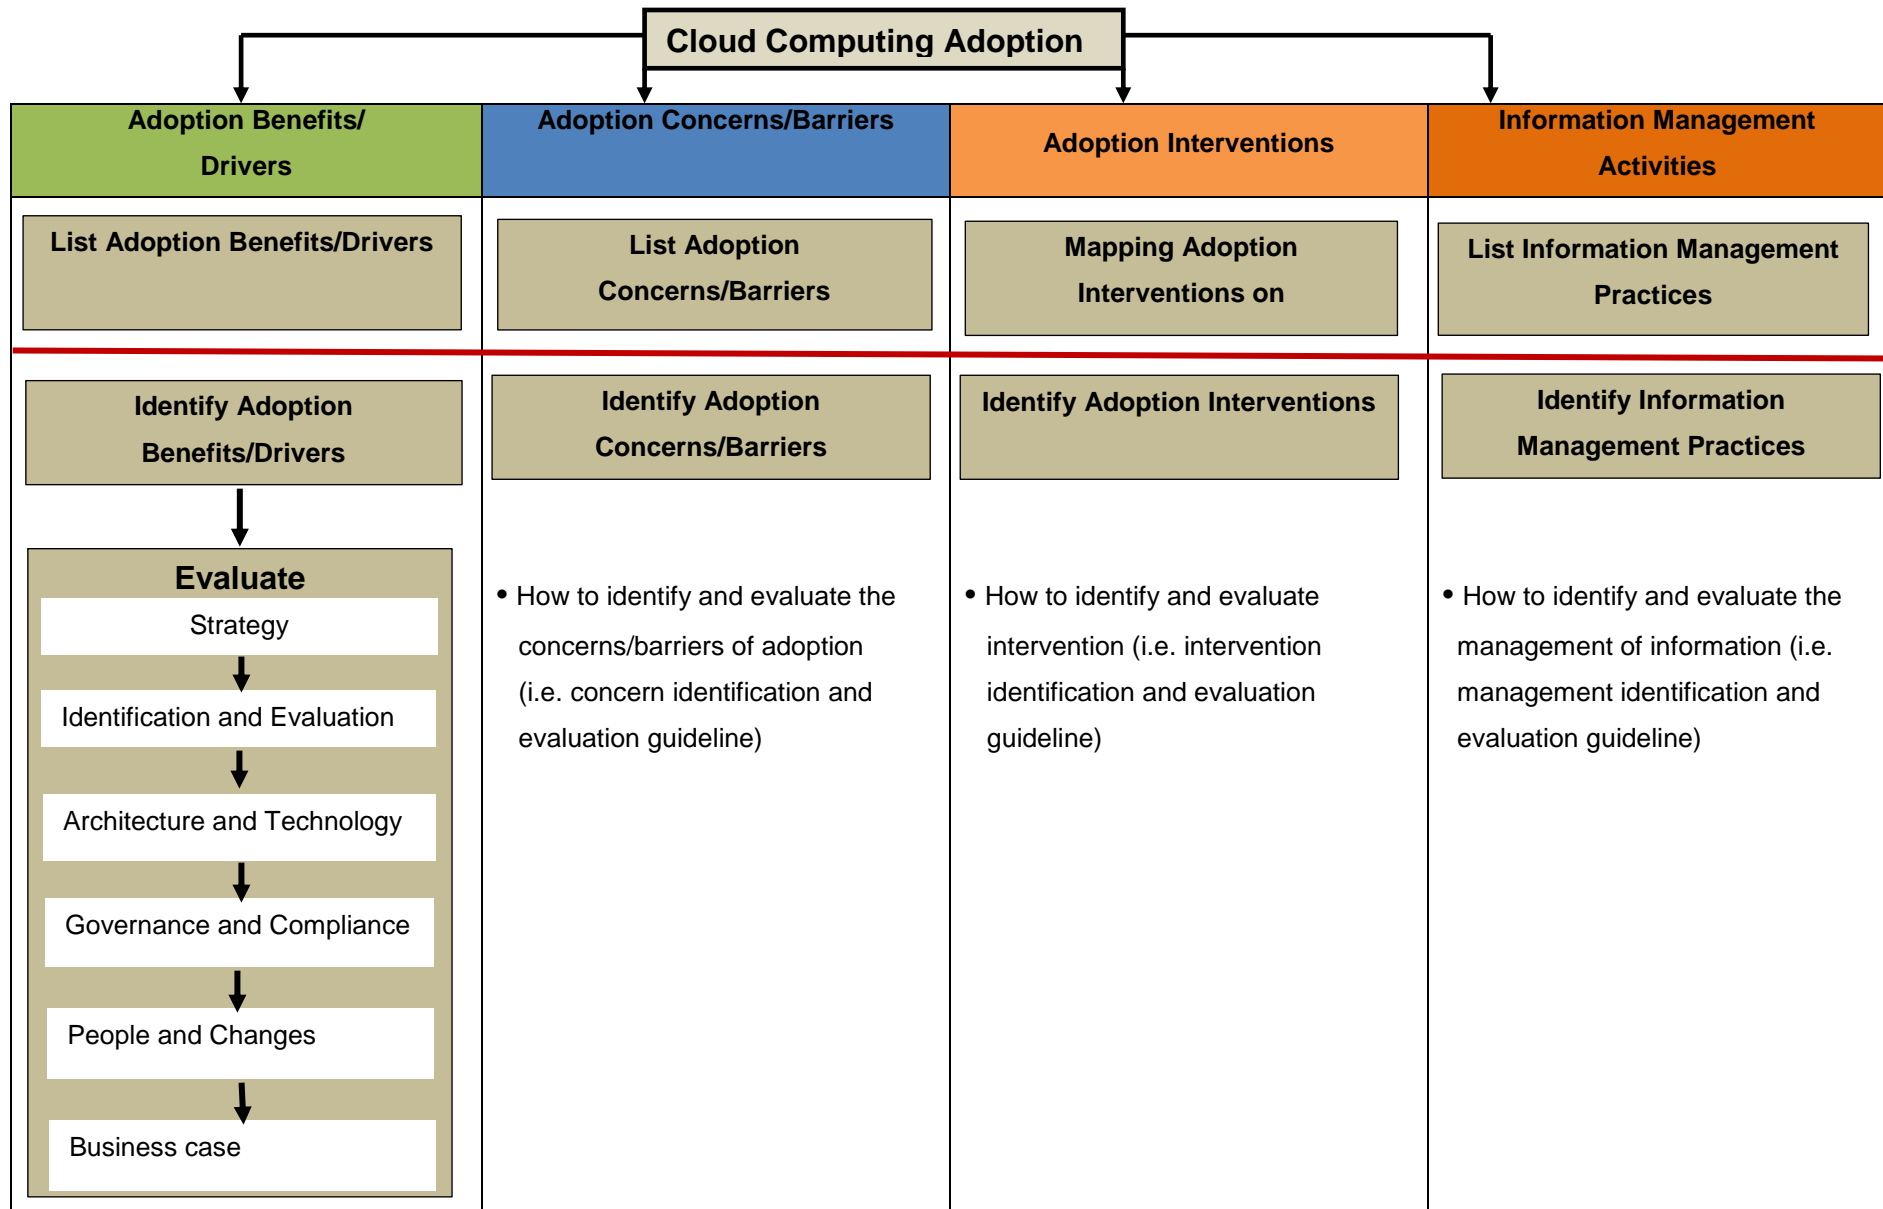 Cloud Computing Adoption
Adoption Benefits/
Drivers
Adoption Concerns/Barriers
Adoption Interventions
Information Management
Activities
List Adoption Benefits/Drivers
List Adoption
Concerns/Barriers
Mapping Adoption
Interventions on
List Information Management
Practices
Identify Adoption
Benefits/Drivers
Identify Adoption
Concerns/Barriers
Identify Adoption Interventions
Identify Information
Management Practices
Evaluate
Strategy
Identification and Evaluation
Architecture and Technology
Governance and Compliance
People and Changes
Business case
• How to identify and evaluate the
concerns/barriers of adoption
(i.e. concern identification and
evaluation guideline)
• How to identify and evaluate
intervention (i.e. intervention
identification and evaluation
guideline)
• How to identify and evaluate the
management of information (i.e.
management identification and
evaluation guideline)